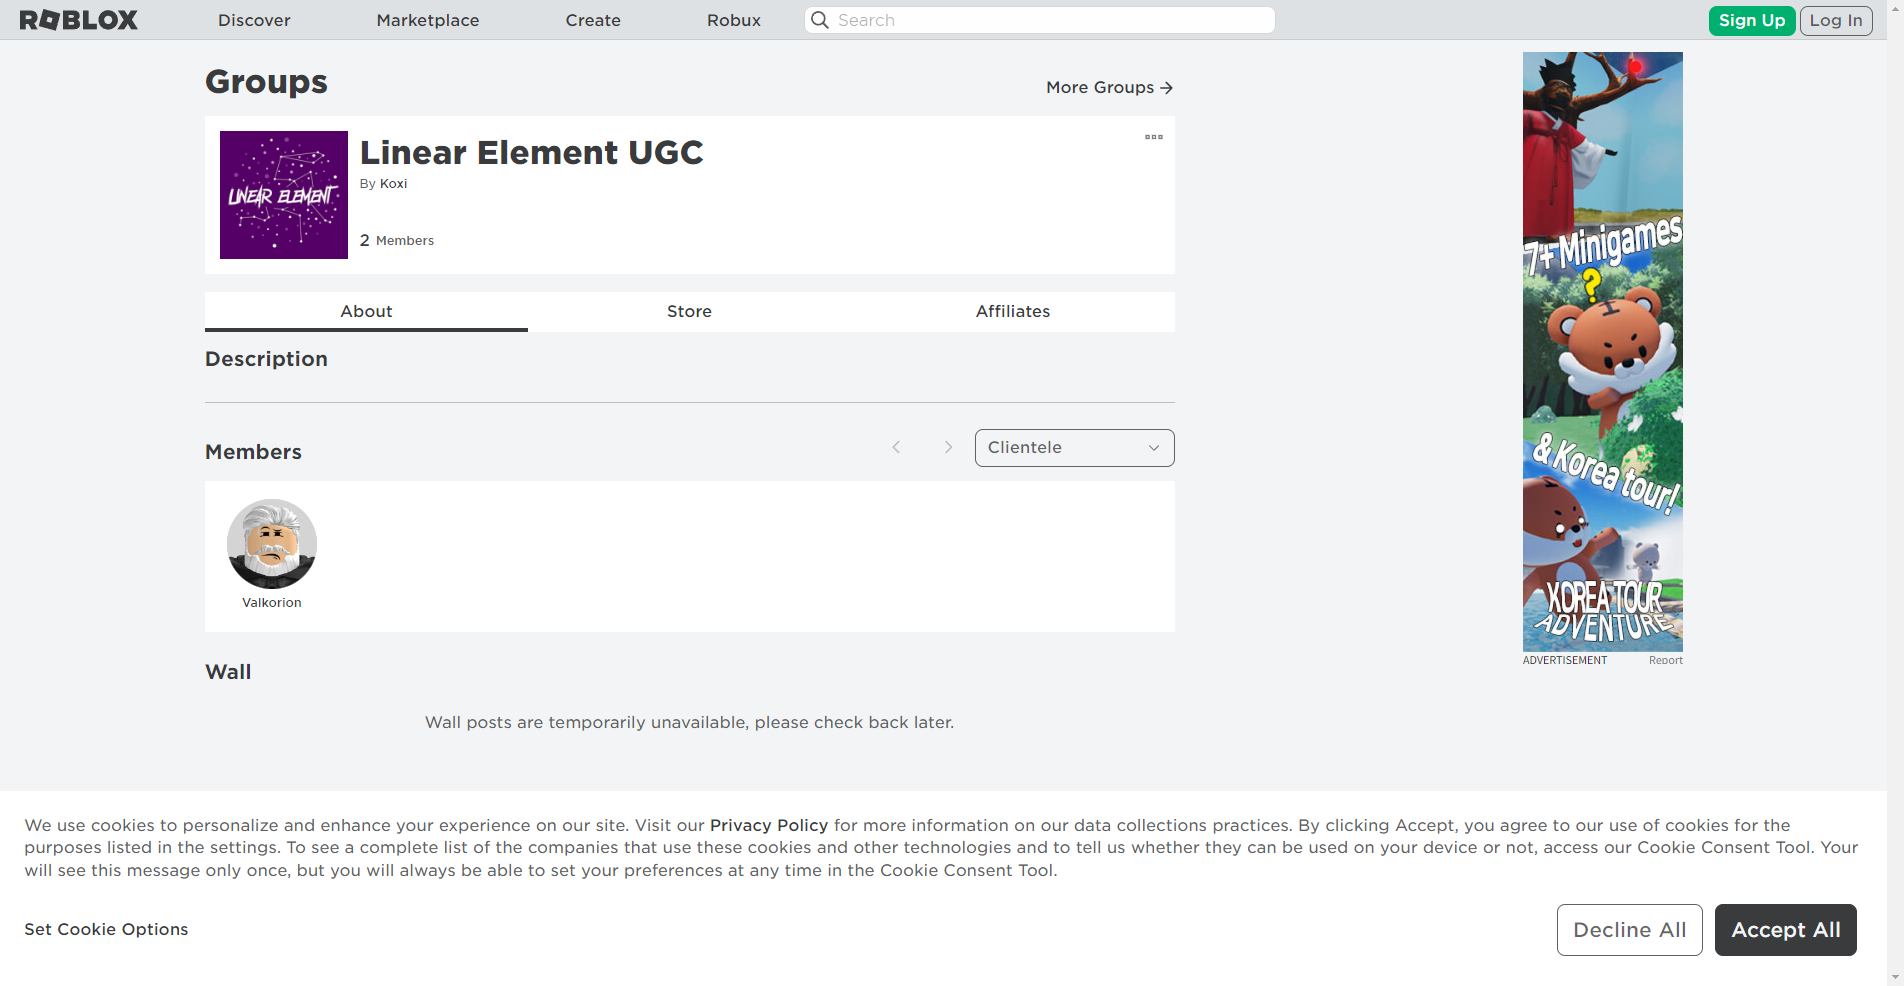 ROBLOX
Discover
Marketplace
Create
Robux
Search
Sign Up
Log In
Groups
More Groups
LINEAR ELEMENT
Linear Element UGC
By Koxi
2 Members
About
Store
Affiliates
Description
Members
Clientele
Valkorion
Wall
Wall posts are temporarily unavailable, please check back later.
7+ Minigames
?
& Korea tour!
KOREA TOUR
ADVENTURE
ADVERTISEMENT
Report
We use cookies to personalize and enhance your experience on our site. Visit our Privacy Policy for more information on our data collections practices. By clicking Accept, you agree to our use of cookies for the
purposes listed in the settings. To see a complete list of the companies that use these cookies and other technologies and to tell us whether they can be used on your device or not, access our Cookie Consent Tool. Your
will see this message only once, but you will always be able to set your preferences at any time in the Cookie Consent Tool.
Set Cookie Options
Decline All
Accept All